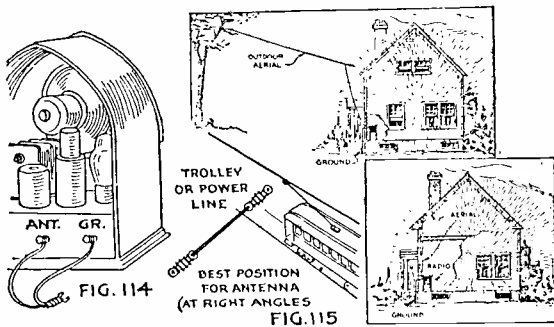 OUTDOOR
AERIAL
GROUND
ANT. GR.
FIG. 114
TROLLEY
OR POWER
LINE
BEST POSITION
FOR ANTENNA
(AT RIGHT ANGLES
FIG. 115
AERIAL
RADIO
GROUND